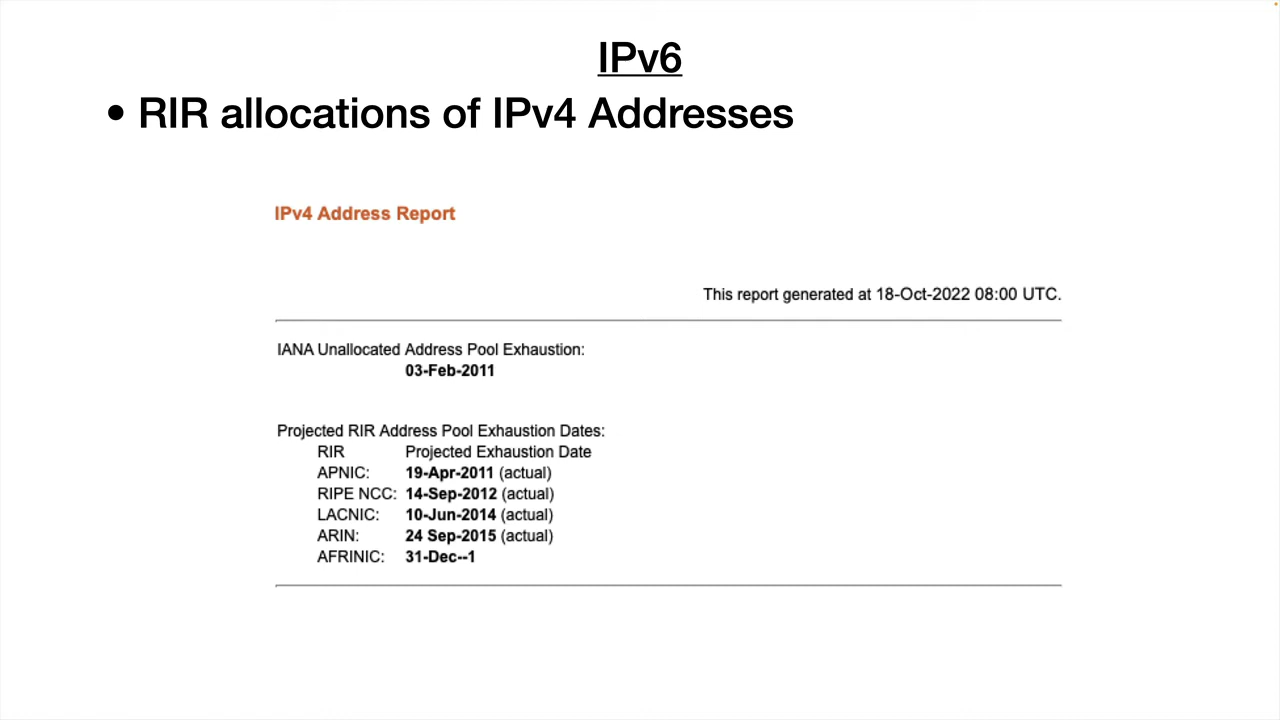 IPv6
• RIR allocations of IPv4 Addresses
IPv4 Address Report
This report generated at 18-Oct-2022 08:00 UTC.
IANA Unallocated Address Pool Exhaustion:
03-Feb-2011
Projected RIR Address Pool Exhaustion Dates:
RIR Projected Exhaustion Date
APNIC: 19-Apr-2011 (actual)
RIPE NCC: 14-Sep-2012 (actual)
LACNIC: 10-Jun-2014 (actual)
ARIN: 24 Sep-2015 (actual)
AFRINIC: 31-Dec--1